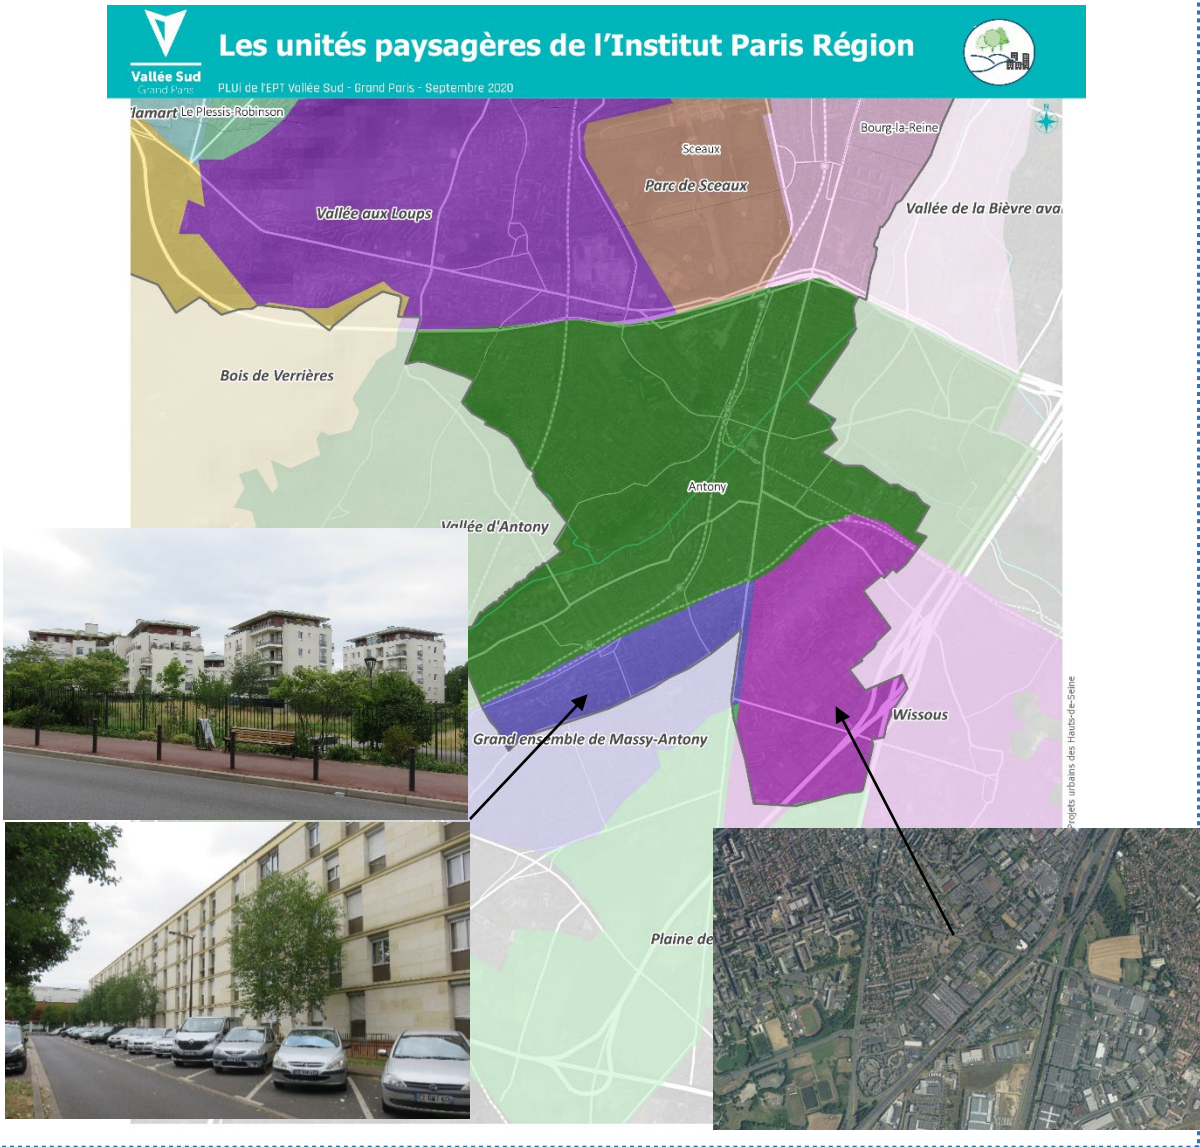 Les unités paysagères de l’Institut Paris Région
Vallée Sud
Grand Paris
PLUi de l'EPT Vallée Sud - Grand Paris - Septembre 2020
lamart
Le Plessis-Robinson
Bourg-la-Reine
N
Sceaux
Parc de Sceaux
Vallée aux Loups
Vallée de la Bièvre ava
Bois de Verrières
Antony
Vallée d'Antony
Wissous
Grand ensemble de Massy-Antony
Projets urbains des Hauts-de-Seine
Plaine de